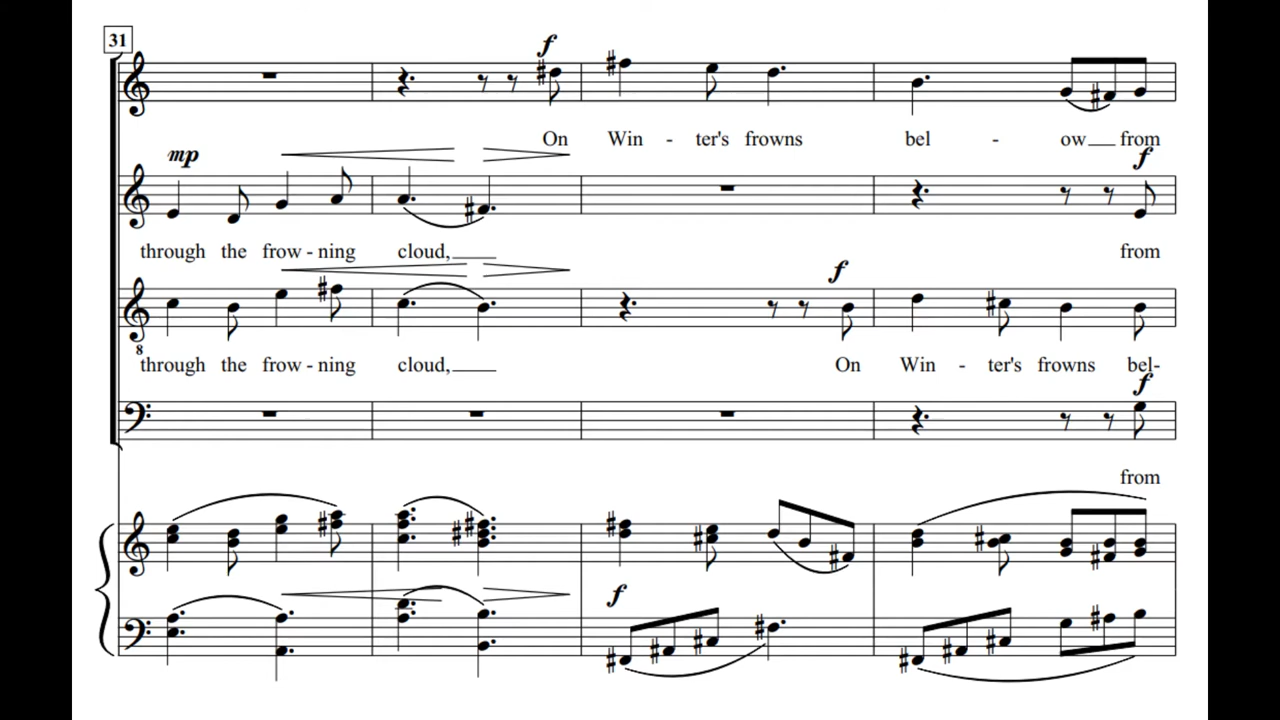 31
f
On Win - ter's frowns bel - ow from
mp
f
through the frow - ning cloud, from
f
8
through the frow - ning cloud, On Win - ter's frowns bel-
f
from
f